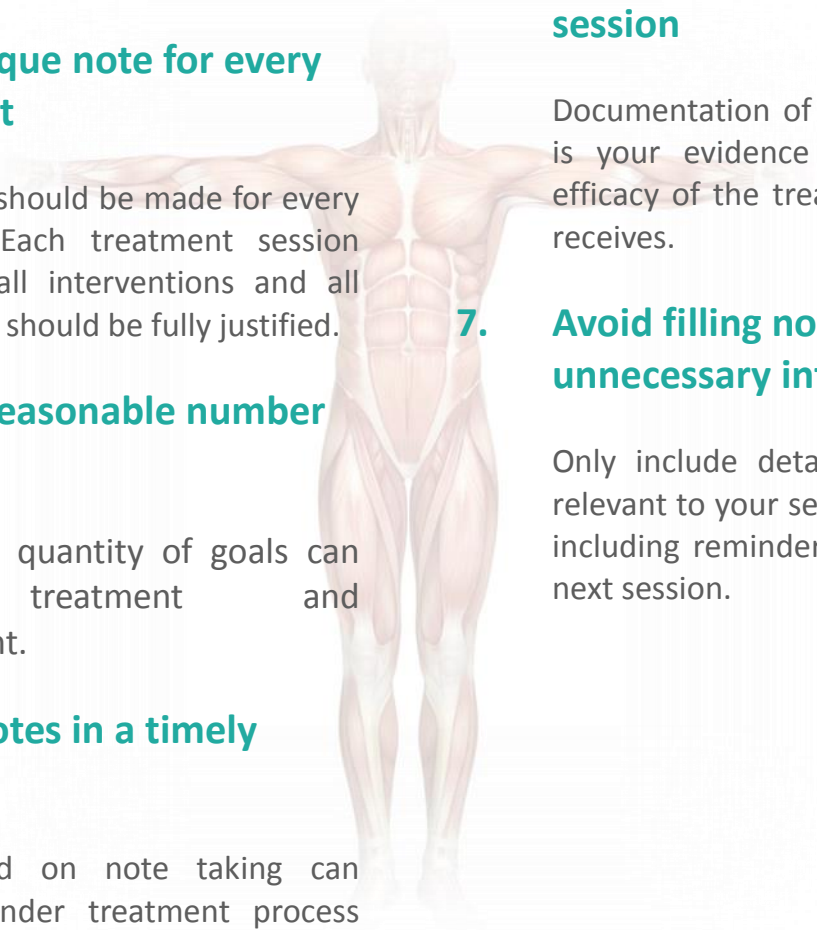 que note for every
t
should be made for every
Each treatment session
all interventions and all
should be fully justified.
easonable number
quantity of goals can
treatment and
nt.
otes in a timely
d on note taking can
nder treatment process
session
Documentation of
is your evidence
efficacy of the trea
receives.
7. Avoid filling no
unnecessary in
Only include deta
relevant to your se
including reminder
next session.